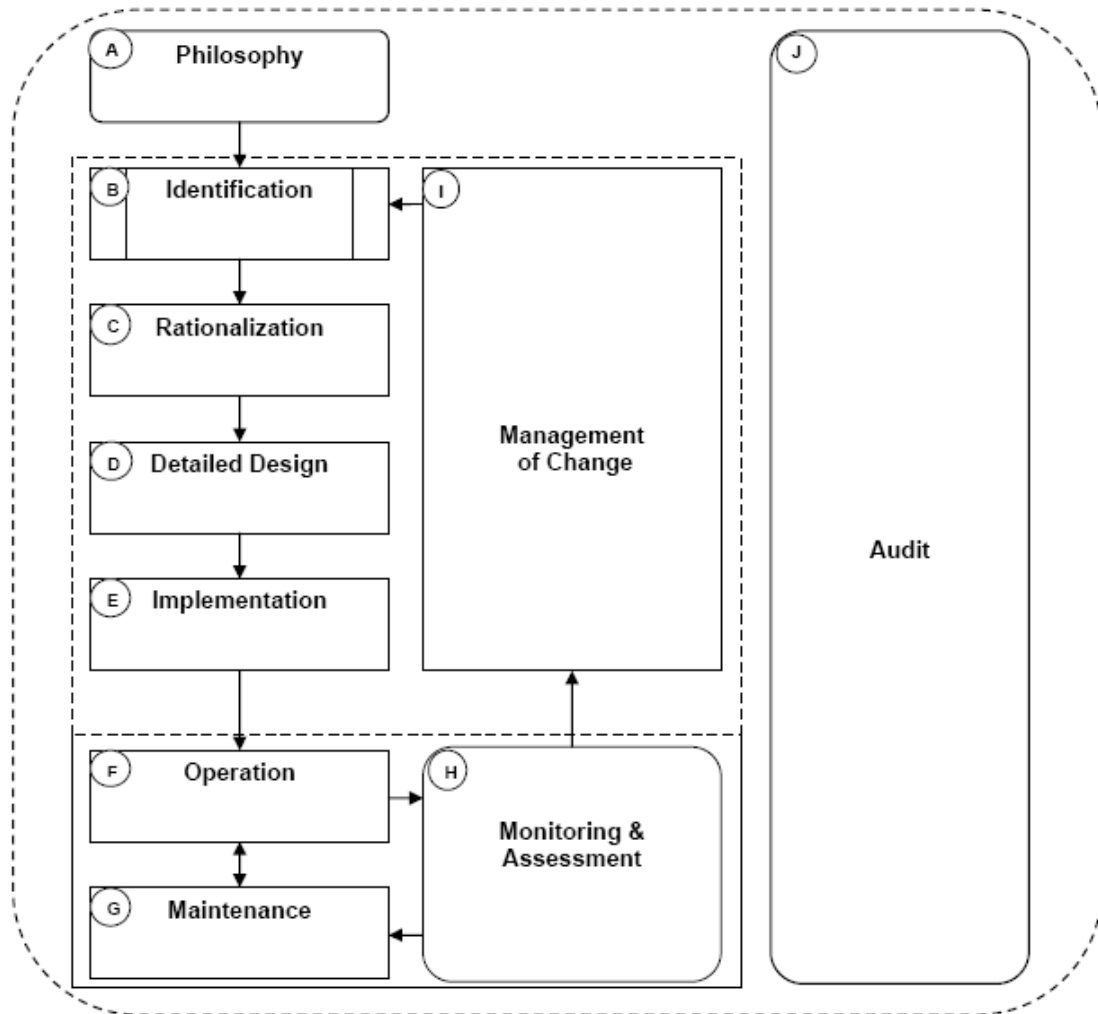 A
Philosophy
B
Identification
C
Rationalization
D
Detailed Design
E
Implementation
F
Operation
G
Maintenance
H
Monitoring &
Assessment
I
Management
of Change
J
Audit